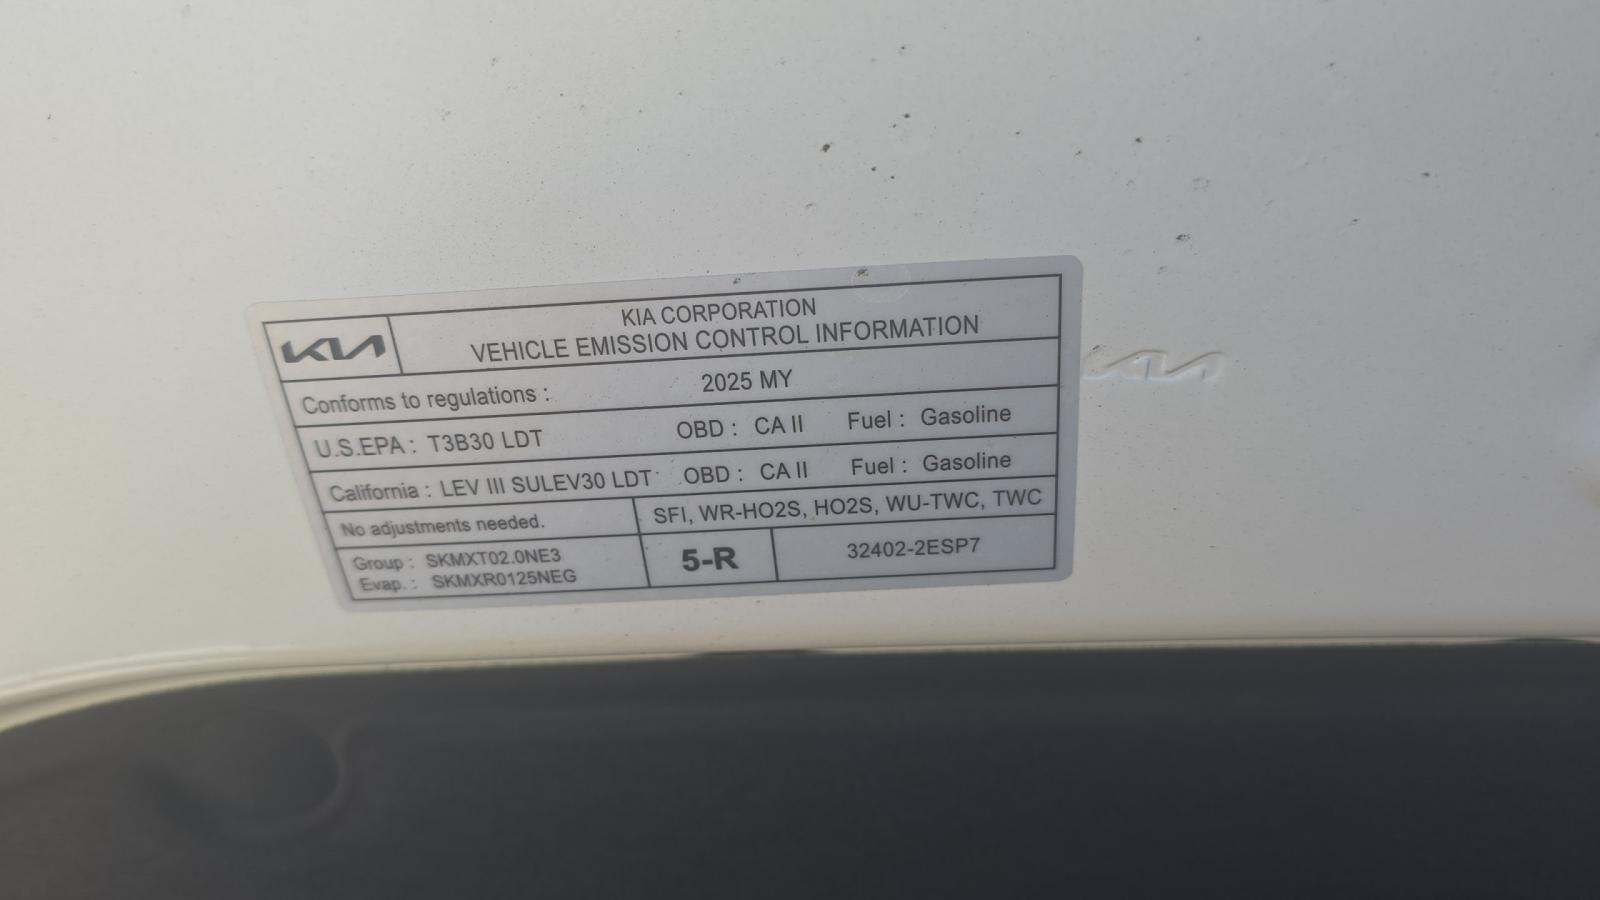 KIA
KIA CORPORATION
VEHICLE EMISSION CONTROL INFORMATION
Conforms to regulations : 2025 MY
U.S.EPA : T3B30 LDT OBD : CA II Fuel : Gasoline
California : LEV III SULEV30 LDT OBD : CA II Fuel : Gasoline
No adjustments needed. SFI, WR-HO2S, HO2S, WU-TWC, TWC
Group : SKMXT02.0NE3
Evap. : SKMXR0125NEG
5-R
32402-2ESP7
KIA